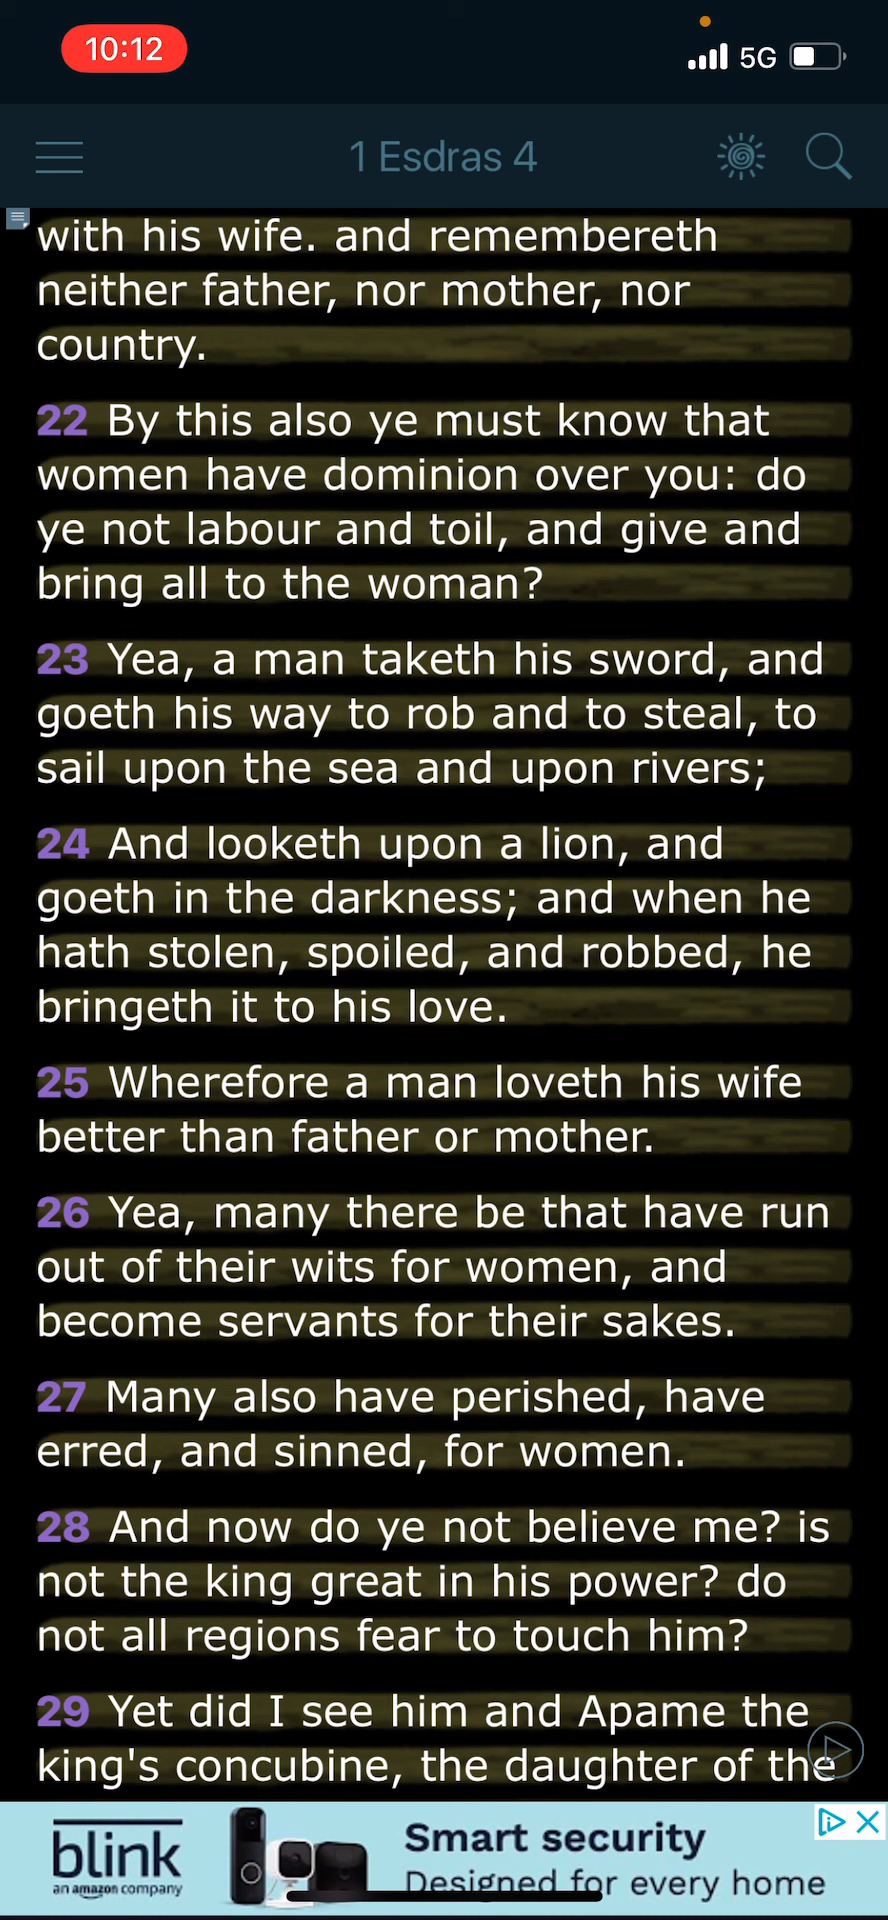 10:12
5G
1 Esdras 4
with his wife. and remembereth
neither father, nor mother, nor
country.
22 By this also ye must know that
women have dominion over you: do
ye not labour and toil, and give and
bring all to the woman?
23 Yea, a man taketh his sword, and
goeth his way to rob and to steal, to
sail upon the sea and upon rivers;
24 And looketh upon a lion, and
goeth in the darkness; and when he
hath stolen, spoiled, and robbed, he
bringeth it to his love.
25 Wherefore a man loveth his wife
better than father or mother.
26 Yea, many there be that have run
out of their wits for women, and
become servants for their sakes.
27 Many also have perished, have
erred, and sinned, for women.
28 And now do ye not believe me? is
not the king great in his power? do
not all regions fear to touch him?
29 Yet did I see him and Apame the
king's concubine, the daughter of the
blink
an amazon company
Smart security
Designed for every home